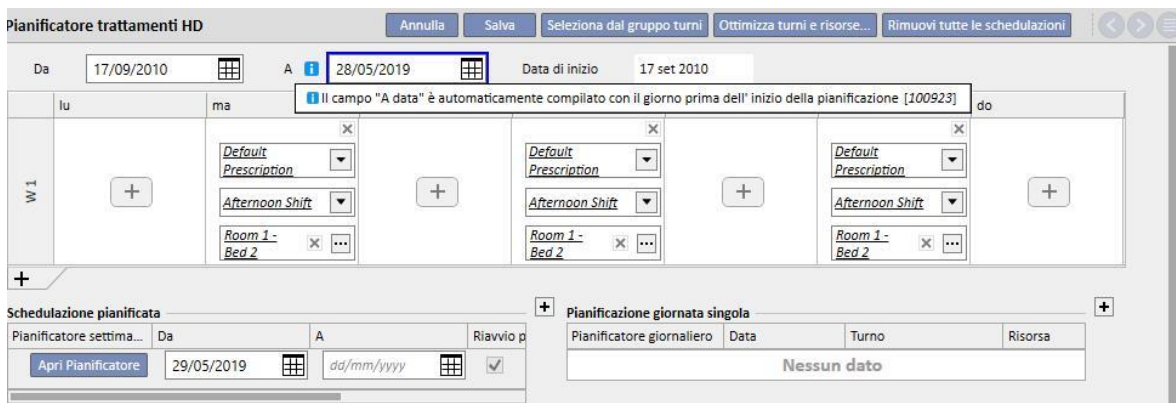 Pianificatore trattamenti HD
Annulla Salva Seleziona dal gruppo turni Ottimizza turni e risorse... Rimuovi tutte le schedulazioni
Da 17/09/2010 A 28/05/2019 Data di inizio 17 set 2010
Il campo "A data" è automaticamente compilato con il giorno prima dell' inizio della pianificazione [100923]
lu ma do
W 1
Default Prescription Default Prescription Default Prescription
Afternoon Shift Afternoon Shift Afternoon Shift
Room 1 - Bed 2 Room 1 - Bed 2 Room 1 - Bed 2
Schedulazione pianificata
Pianificatore settima... Da A Riavvio p
Apri Pianificatore 29/05/2019 dd/mm/yyyy
Pianificazione giornata singola
Pianificatore giornaliero Data Turno Risorsa
Nessun dato